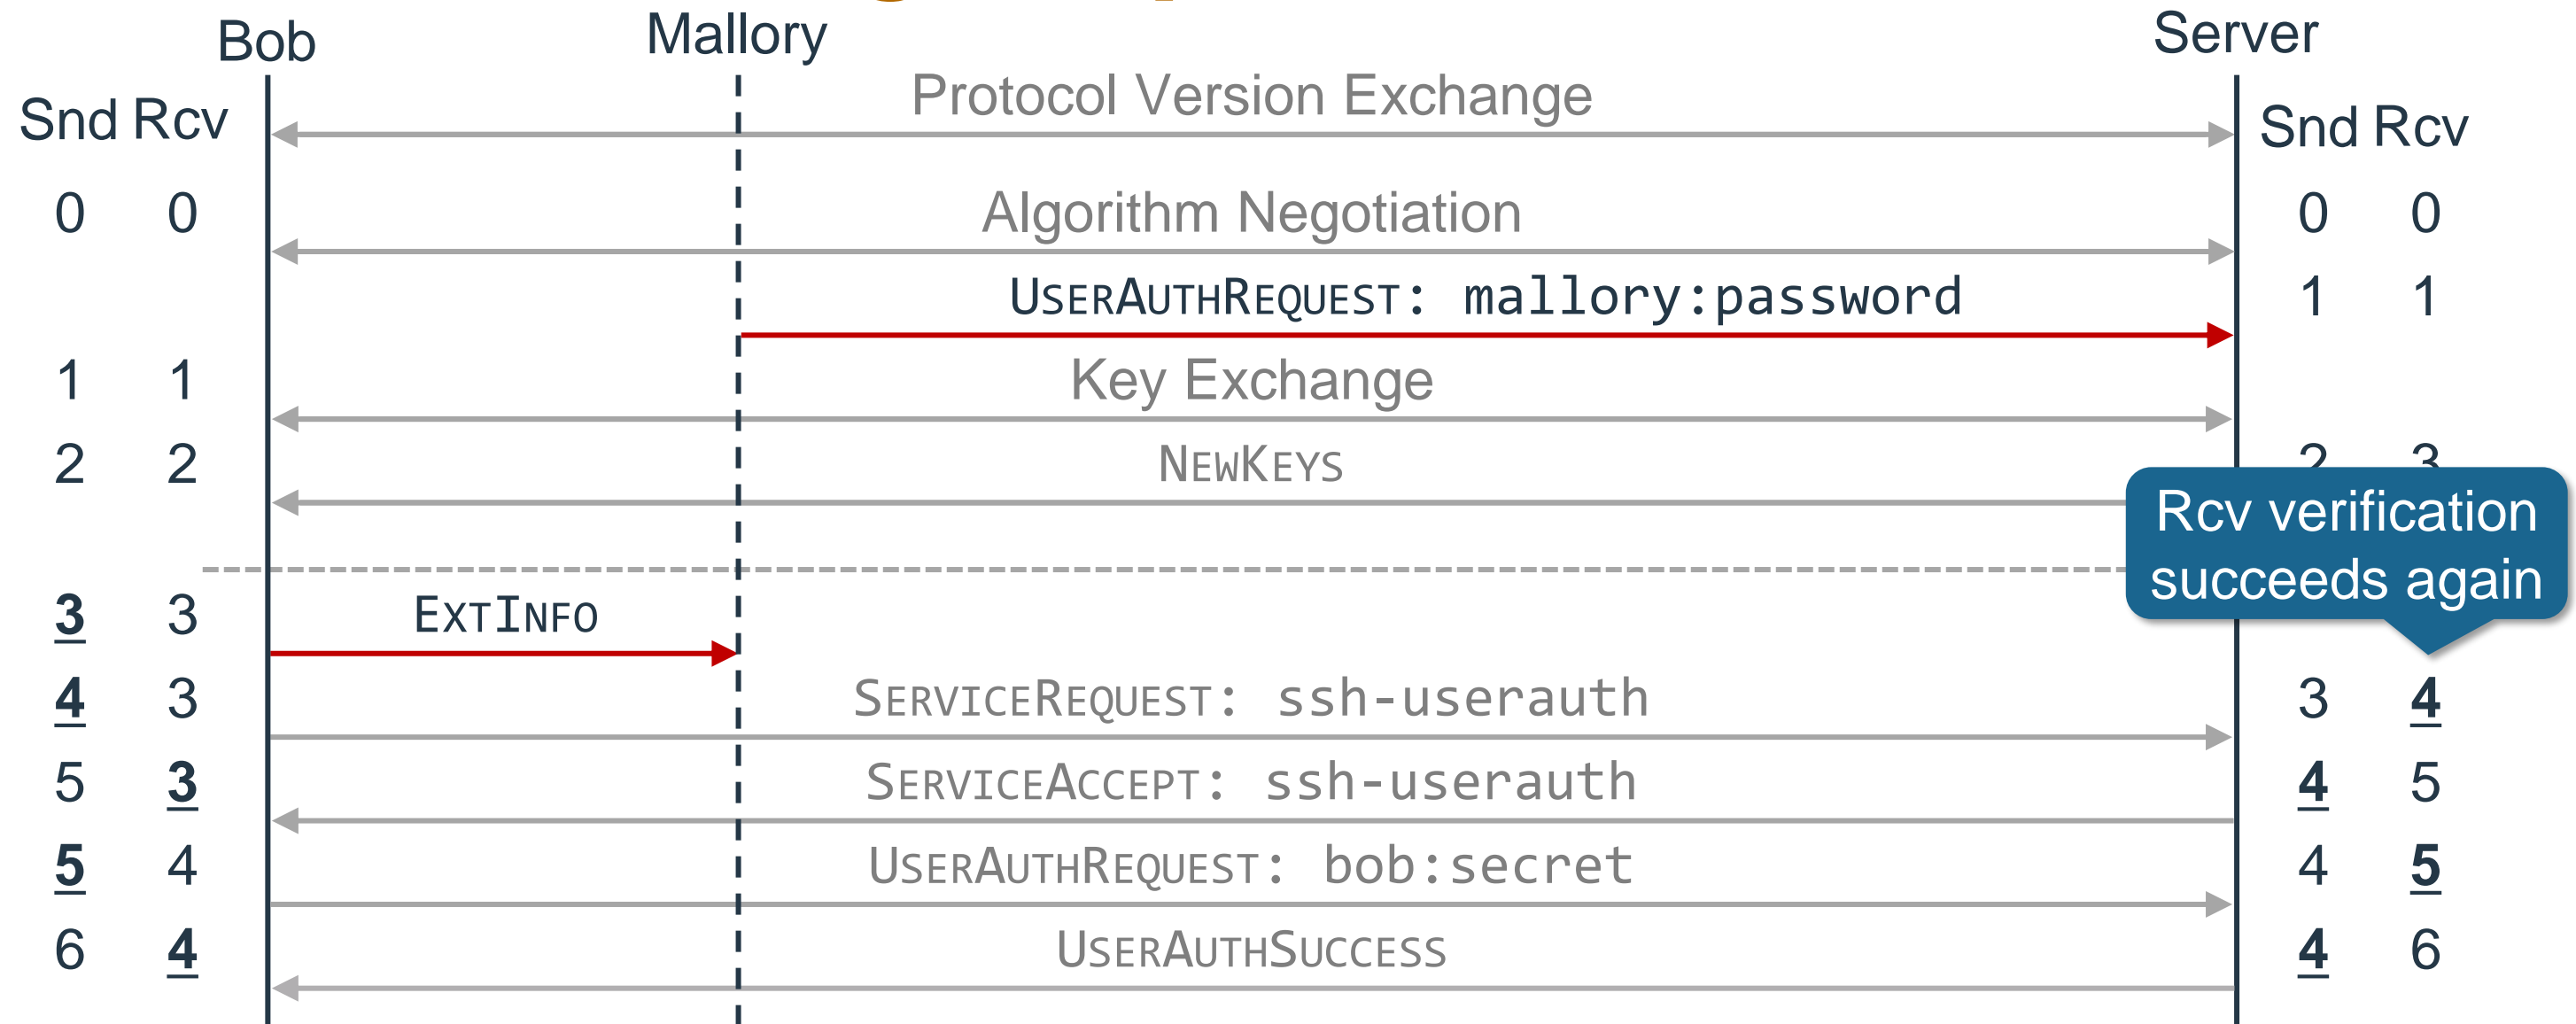 Bob Mallory Server
Protocol Version Exchange
Snd Rcv Snd Rcv
0 0 Algorithm Negotiation 0 0
USERAUTHREQUEST: mallory:password 1 1
1 1 Key Exchange
2 2 NEWKEYS 2 3
Rcv verification
succeeds again
3 3 EXTINFO
4 3 SERVICEREQUEST: ssh-userauth 3 4
5 3 SERVICEACCEPT: ssh-userauth 4 5
5 4 USERAUTHREQUEST: bob:secret 4 5
6 4 USERAUTHSUCCESS 4 6